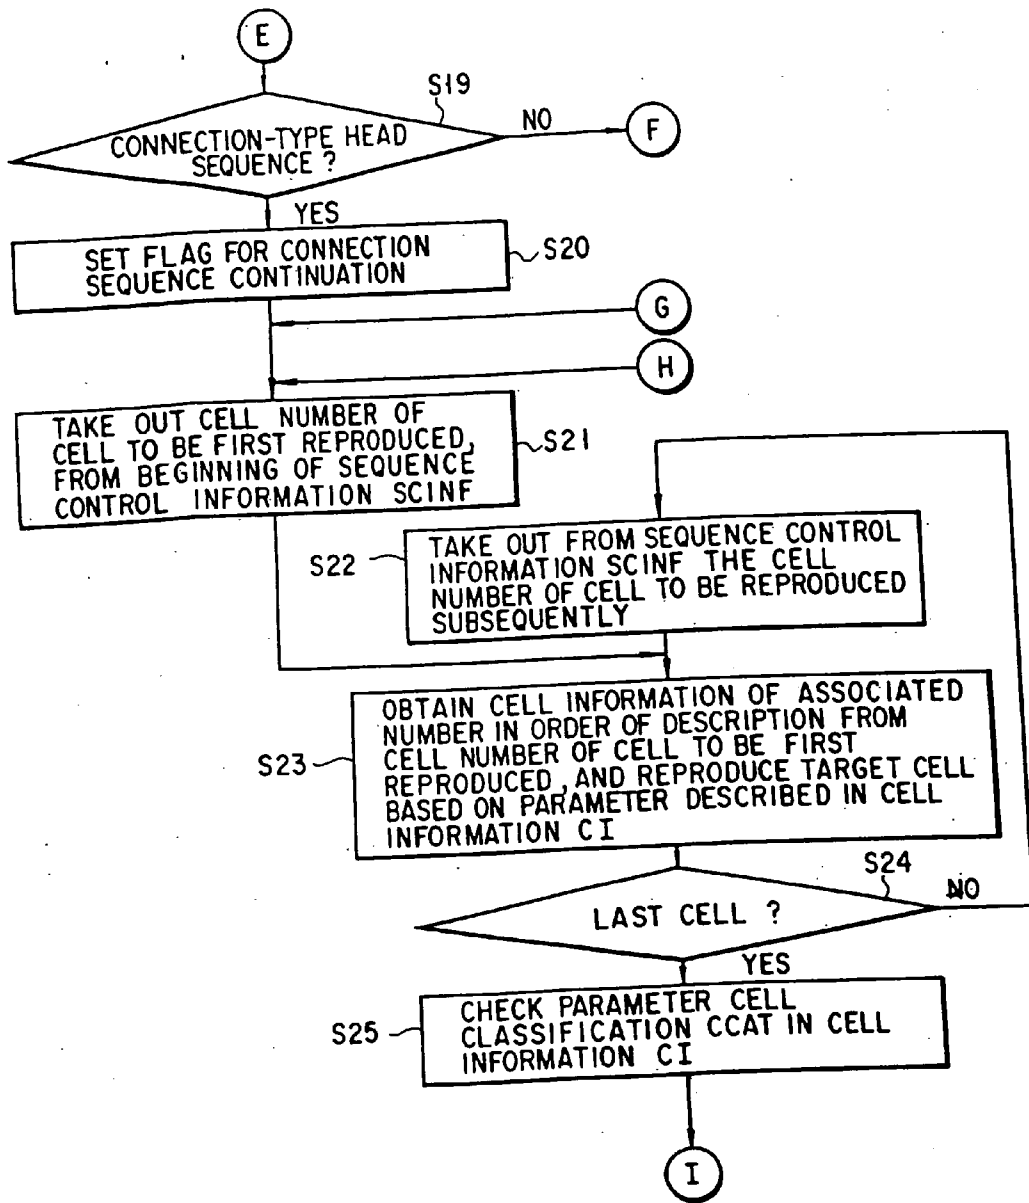 E
S19
CONNECTION-TYPE HEAD
SEQUENCE ?
NO
F
YES
SET FLAG FOR CONNECTION
SEQUENCE CONTINUATION
S20
G
H
TAKE OUT CELL NUMBER OF
CELL TO BE FIRST REPRODUCED,
FROM BEGINNING OF SEQUENCE
CONTROL INFORMATION SCINF
S21
S22
TAKE OUT FROM SEQUENCE CONTROL
INFORMATION SCINF THE CELL
NUMBER OF CELL TO BE REPRODUCED
SUBSEQUENTLY
S23
OBTAIN CELL INFORMATION OF ASSOCIATED
NUMBER IN ORDER OF DESCRIPTION FROM
CELL NUMBER OF CELL TO BE FIRST
REPRODUCED, AND REPRODUCE TARGET CELL
BASED ON PARAMETER DESCRIBED IN CELL
INFORMATION CI
S24
LAST CELL ?
NO
YES
S25
CHECK PARAMETER CELL
CLASSIFICATION CCAT IN CELL
INFORMATION CI
I